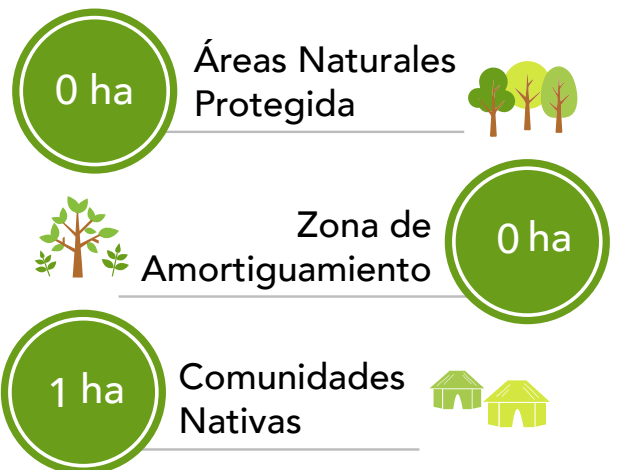 0 ha
Áreas Naturales
Protegida
Zona de
Amortiguamiento
0 ha
1 ha
Comunidades
Nativas